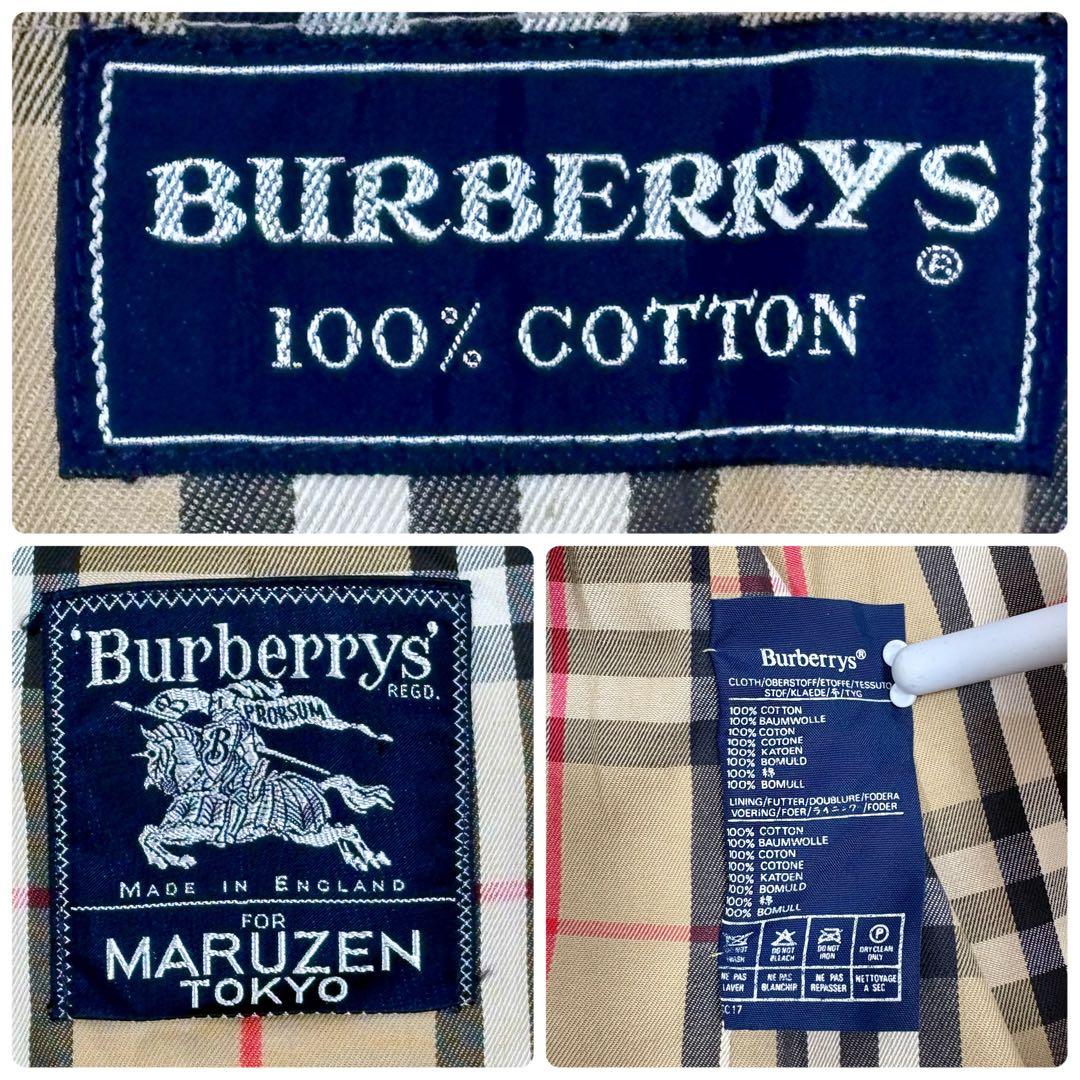 BURBERRYS
®
100% COTTON
'Burberrys'
REGD.
PRORSUM
B
MADE IN ENGLAND
FOR
MARUZEN
TOKYO
Burberrys®
CLOTH/OBERSTOFF/ETOFFE/TESSUTO
STOF/KLAEDE/布/TYG
100% COTTON
100% BAUMWOLLE
100% COTON
100% COTONE
100% KATOEN
100% BOMULD
100% 綿
100% BOMULL
LINING/FUTTER/DOUBLURE/FODERA
VOERING/FOER/ライニング/FODER
100% COTTON
100% BAUMWOLLE
100% COTON
100% COTONE
100% KATOEN
100% BOMULD
100% 綿
100% BOMULL
P
DO NOT BLEACH
DO NOT IRON
DRY CLEAN ONLY
NE PAS LAVER
NE PAS BLANCHIR
NE PAS REPASSER
NETTOYAGE A SEC